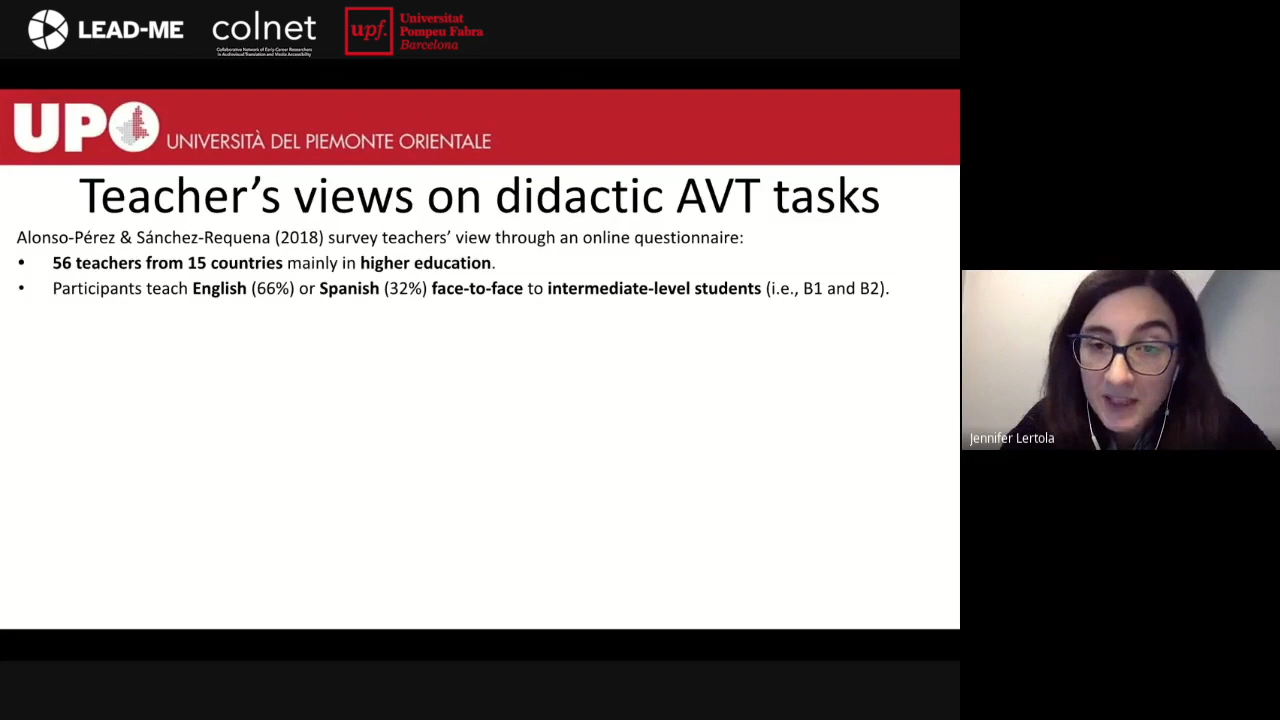 LEAD-ME
colnet
Collaborative Network of Early-Career Researchers
in Audiovisual Translation and Media Accessibility
upf.
Universitat
Pompeu Fabra
Barcelona
UPO
UNIVERSITÀ DEL PIEMONTE ORIENTALE
Teacher’s views on didactic AVT tasks
Alonso-Pérez & Sánchez-Requena (2018) survey teachers’ view through an online questionnaire:
• 56 teachers from 15 countries mainly in higher education.
• Participants teach English (66%) or Spanish (32%) face-to-face to intermediate-level students (i.e., B1 and B2).
Jennifer Lertola